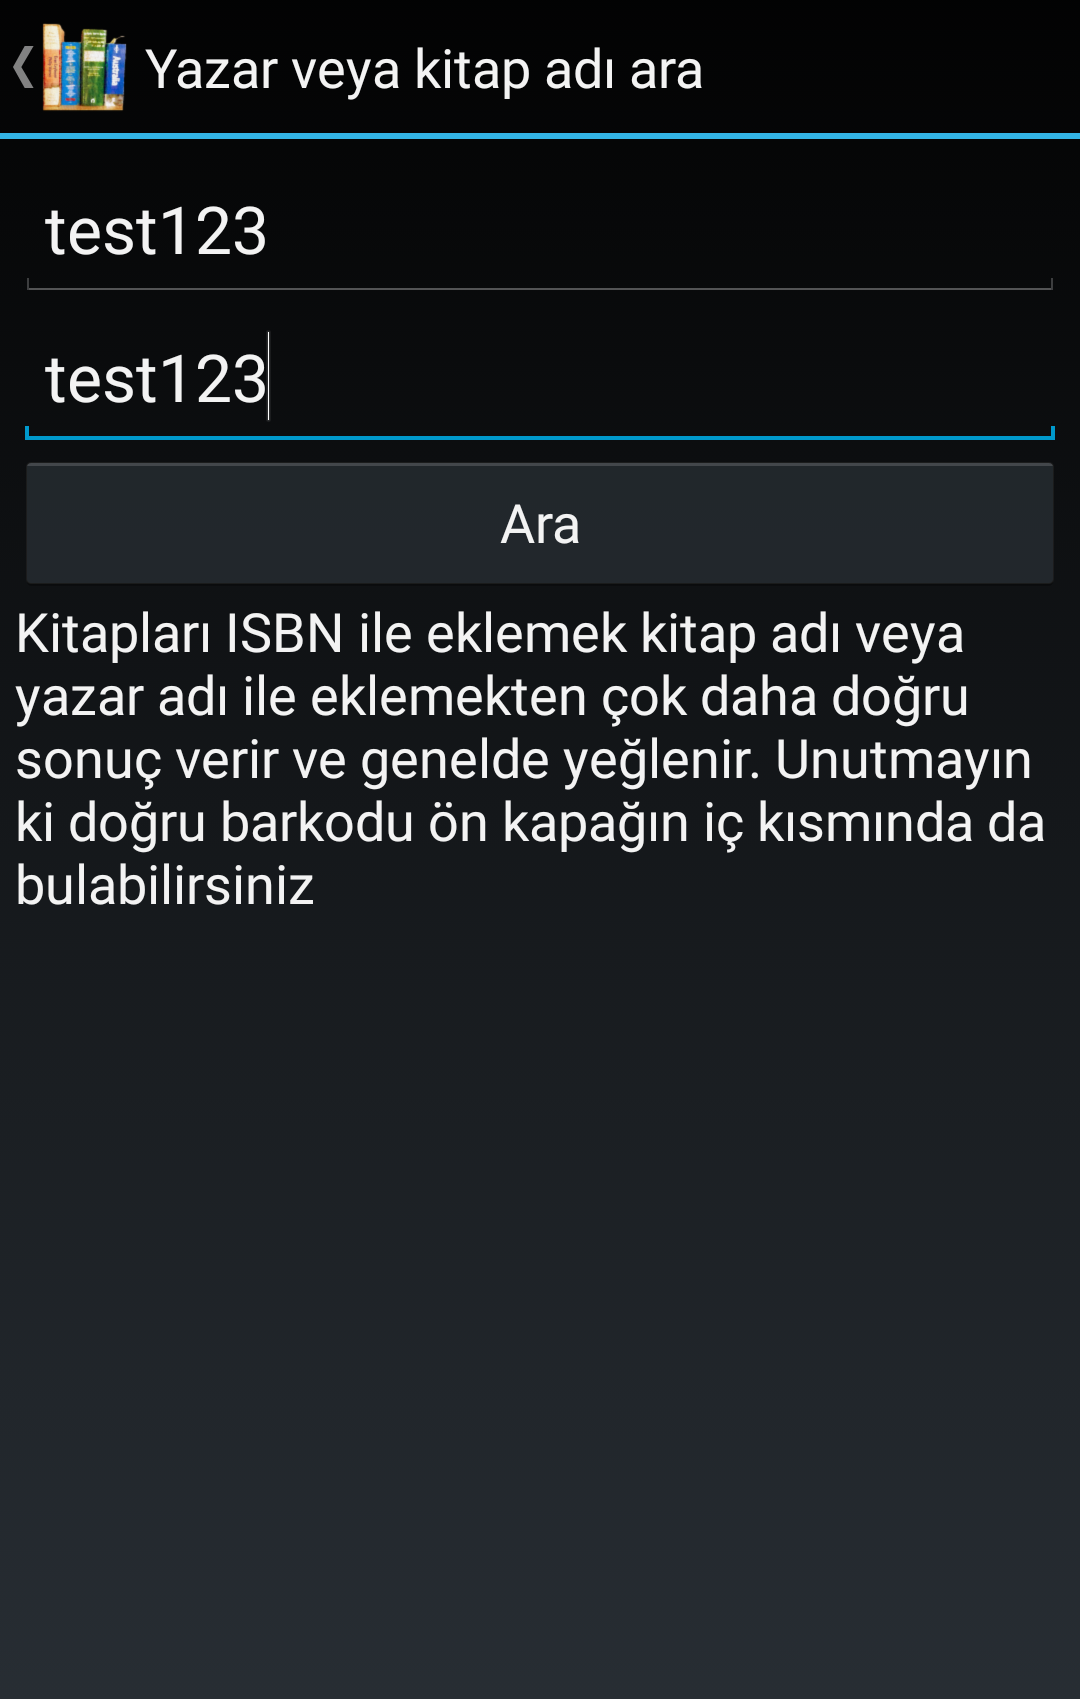 Yazar veya kitap adı ara
test123
test123
Ara
Kitapları ISBN ile eklemek kitap adı veya
yazar adı ile eklemekten çok daha doğru
sonuç verir ve genelde yeğlenir. Unutmayın
ki doğru barkodu ön kapağın iç kısmında da
bulabilirsiniz